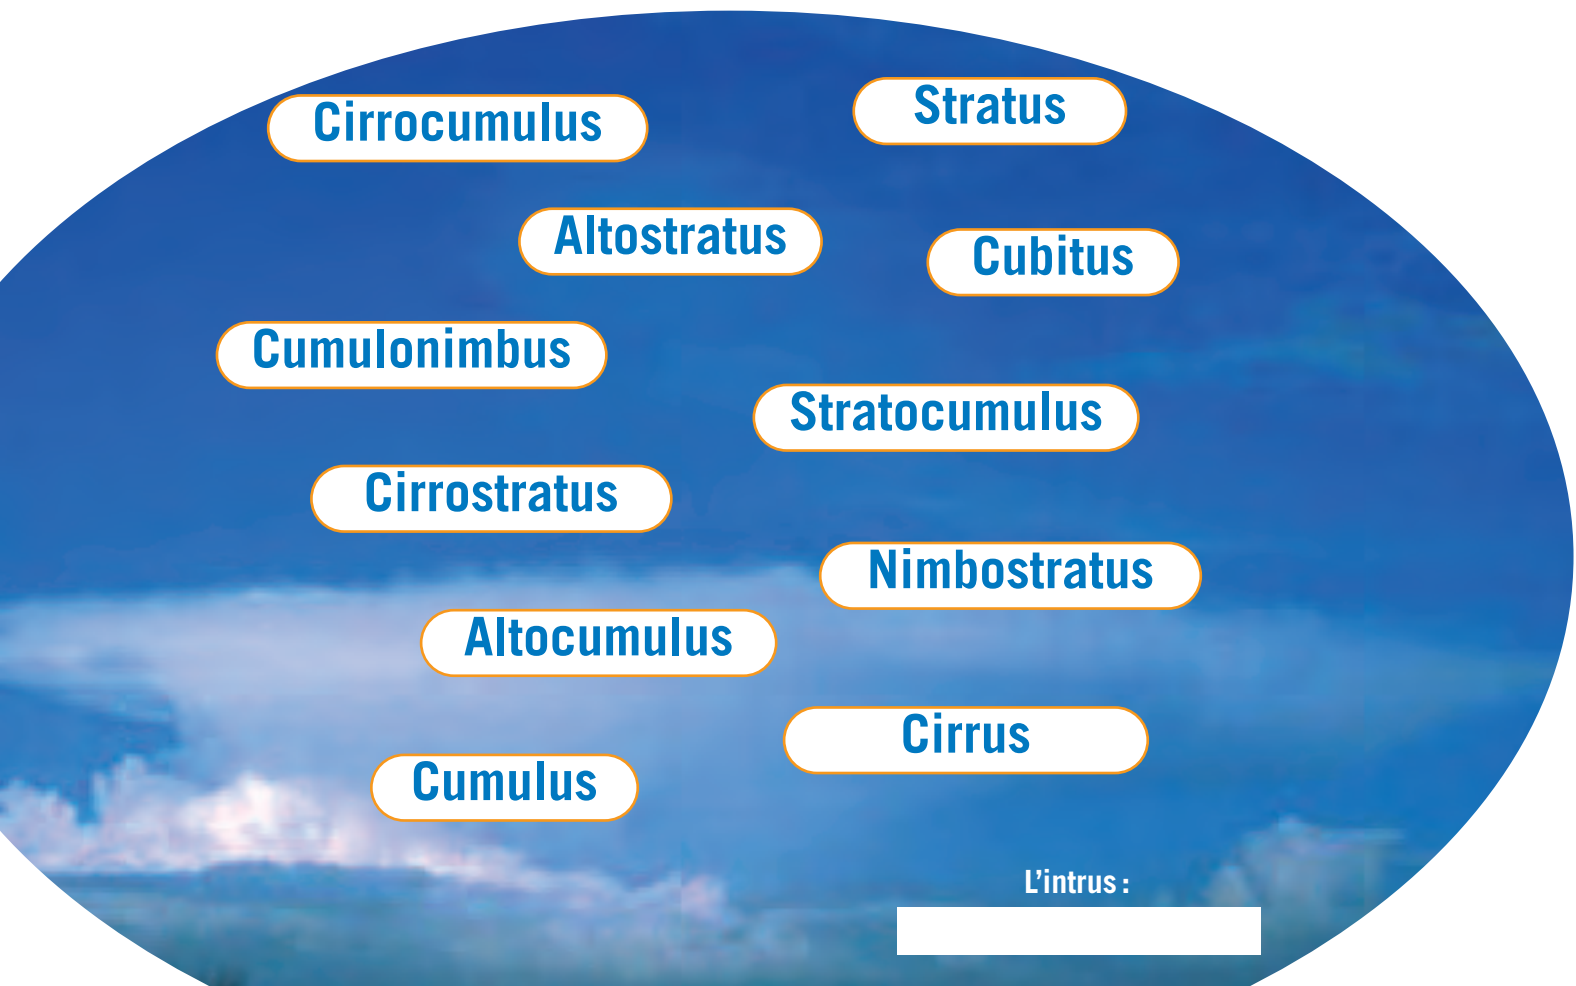 Cirrocumulus
Stratus
Altostratus
Cubitus
Cumulonimbus
Stratocumulus
Cirrostratus
Nimbostratus
Altocumulus
Cirrus
Cumulus
L'intrus :